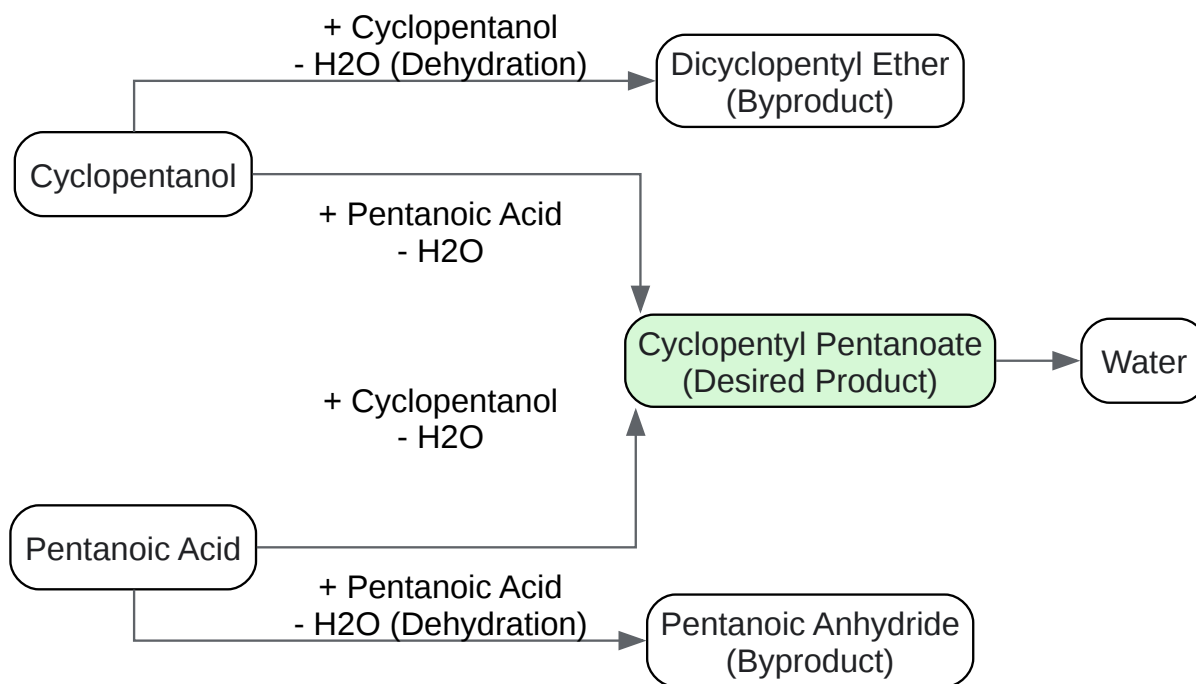 + Cyclopentanol
- H2O (Dehydration)
Dicyclopentyl Ether
(Byproduct)
Cyclopentanol
+ Pentanoic Acid
- H2O
Cyclopentyl Pentanoate
(Desired Product)
Water
+ Cyclopentanol
- H2O
Pentanoic Acid
+ Pentanoic Acid
- H2O (Dehydration)
Pentanoic Anhydride
(Byproduct)